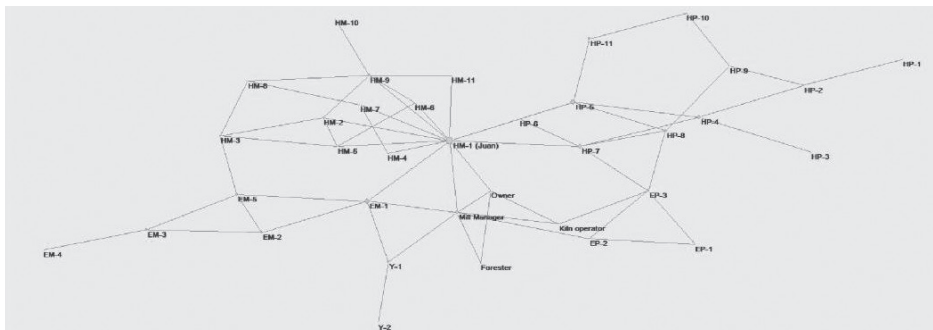 HP-10
HM-10
HP-11
HP-1
HP-9
HM-9
HM-11
HM-8
HP-2
HM-7
HM-6
HP-5
HM-2
HP-6
HP-4
HM-3
HP-8
HM-1 (Juan)
HM-5
HM-4
HP-7
HP-3
Owner
EP-3
EM-5
EM-1
Mill Manager
Kiln operator
EM-3
EM-2
EP-2
EP-1
EM-4
Y-1
Forester
Y-2